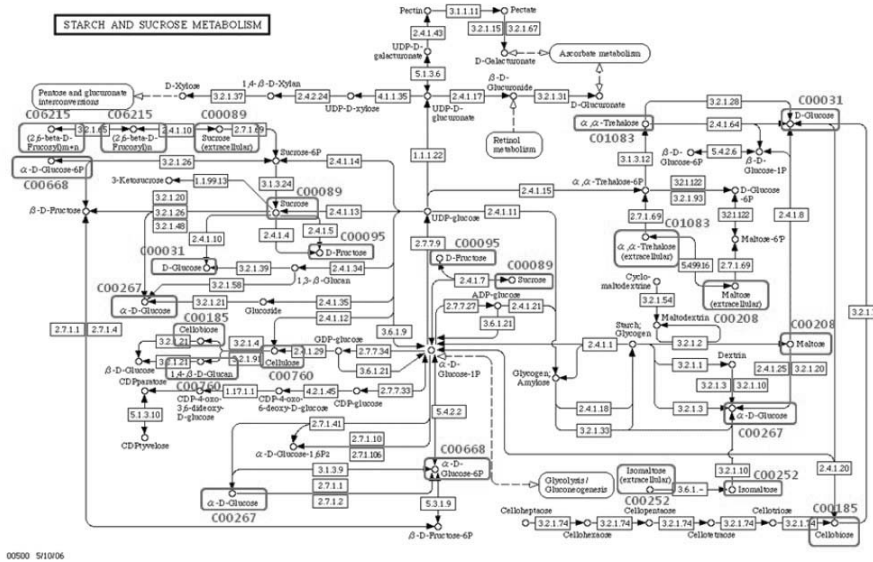 STARCH AND SUCROSE METABOLISM
Pectin
3.1.1.11
Pectate
2.4.1.43
3.2.1.15
3.2.1.67
UDP-D-
galacturonate
D-Galacturonate
Ascorbate metabolism
5.1.3.6
Pentose and glucuronate
interconversions
D-Xylose
3.2.1.37
1,4-β-D-Xylan
2.4.2.24
UDP-D-xylose
4.1.1.35
UDP-D-
glucuronate
2.4.1.17
β-D-
Glucuronide
3.2.1.31
D-Glucuronate
Retinol
metabolism
C06215
C06215
C00089
(2,6-beta-D-
Fructosyl)m+n
3.2.1.65
(2,6-beta-D-
Fructosyl)n
2.4.1.10
Sucrose
(extracellular)
2.7.1.69
Sucrose-6P
α-D-Glucose-6P
C00668
3.2.1.26
2.4.1.14
1.1.1.22
α,α-Trehalose
C01083
3.2.1.28
2.4.1.64
D-Glucose
C00031
3.1.3.12
β-D-
Glucose-6P
5.4.2.6
β-D-
Glucose-1P
3-Ketosucrose
1.1.99.13
3.1.3.24
Sucrose
C00089
β-D-Fructose
3.2.1.20
3.2.1.26
3.2.1.48
2.4.1.13
UDP-glucose
2.4.1.11
2.4.1.15
α,α-Trehalose-6P
3.2.1.122
3.2.1.93
D-Glucose
-6P
2.4.1.8
2.4.1.10
2.4.1.4
2.4.1.5
C00095
D-Fructose
C00031
D-Glucose
3.2.1.39
1,3-β-Glucan
2.4.1.34
2.7.7.9
C00095
D-Fructose
2.4.1.7
C00089
Sucrose
2.7.1.69
C01083
α,α-Trehalose
(extracellular)
3.2.1.122
Maltose-6'P
5.4.99.16
2.7.1.69
Maltose
(extracellular)
C00208
C00267
α-D-Glucose
3.2.1.58
3.2.1.21
Glucoside
2.4.1.35
2.4.1.12
ADP-glucose
2.7.7.27
2.4.1.21
3.6.1.21
Cyclo-
maltodextrine
3.2.1.54
Maltodextrin
3.2.1.2
C00208
Maltose
3.2.1.
2.7.1.1
2.7.1.4
C00185
Cellobiose
3.2.1.21
3.2.1.4
3.2.1.21
3.2.1.91
β-D-Glucose
1,4-β-D-Glucan
C00760
Cellulose
C00760
2.4.1.29
GDP-glucose
2.7.7.34
3.6.1.21
3.6.1.9
α-D-
Glucose-1P
Starch;
Glycogen
2.4.1.1
Glycogen;
Amylose
3.2.1.1
Dextrin
3.2.1.3
3.2.1.10
2.4.1.25
3.2.1.20
CDPparatose
1.17.1.1
CDP-4-oxo-
3,6-dideoxy-
D-glucose
4.2.1.45
CDP-4-oxo-
6-deoxy-D-glucose
CDP-glucose
2.7.7.33
5.1.3.10
CDPtyvelose
2.4.1.18
3.2.1.33
3.2.1.3
α-D-Glucose
C00267
5.4.2.2
2.7.1.41
2.7.1.10
2.7.1.106
α-D-Glucose-1,6P2
C00668
α-D-
Glucose-6P
3.1.3.9
2.7.1.1
2.7.1.2
α-D-Glucose
C00267
Glycolysis/
Gluconeogenesis
Isomaltose
(extracellular)
C00252
3.6.1.-
3.2.1.10
C00252
Isomaltose
2.4.1.20
5.3.1.9
β-D-Fructose-6P
Celloheptaose
3.2.1.74
Cellohexaose
3.2.1.74
Cellopentaose
3.2.1.74
Cellotetraose
3.2.1.74
Cellotriose
3.2.1.74
C00185
Cellobiose
00500 5/10/06